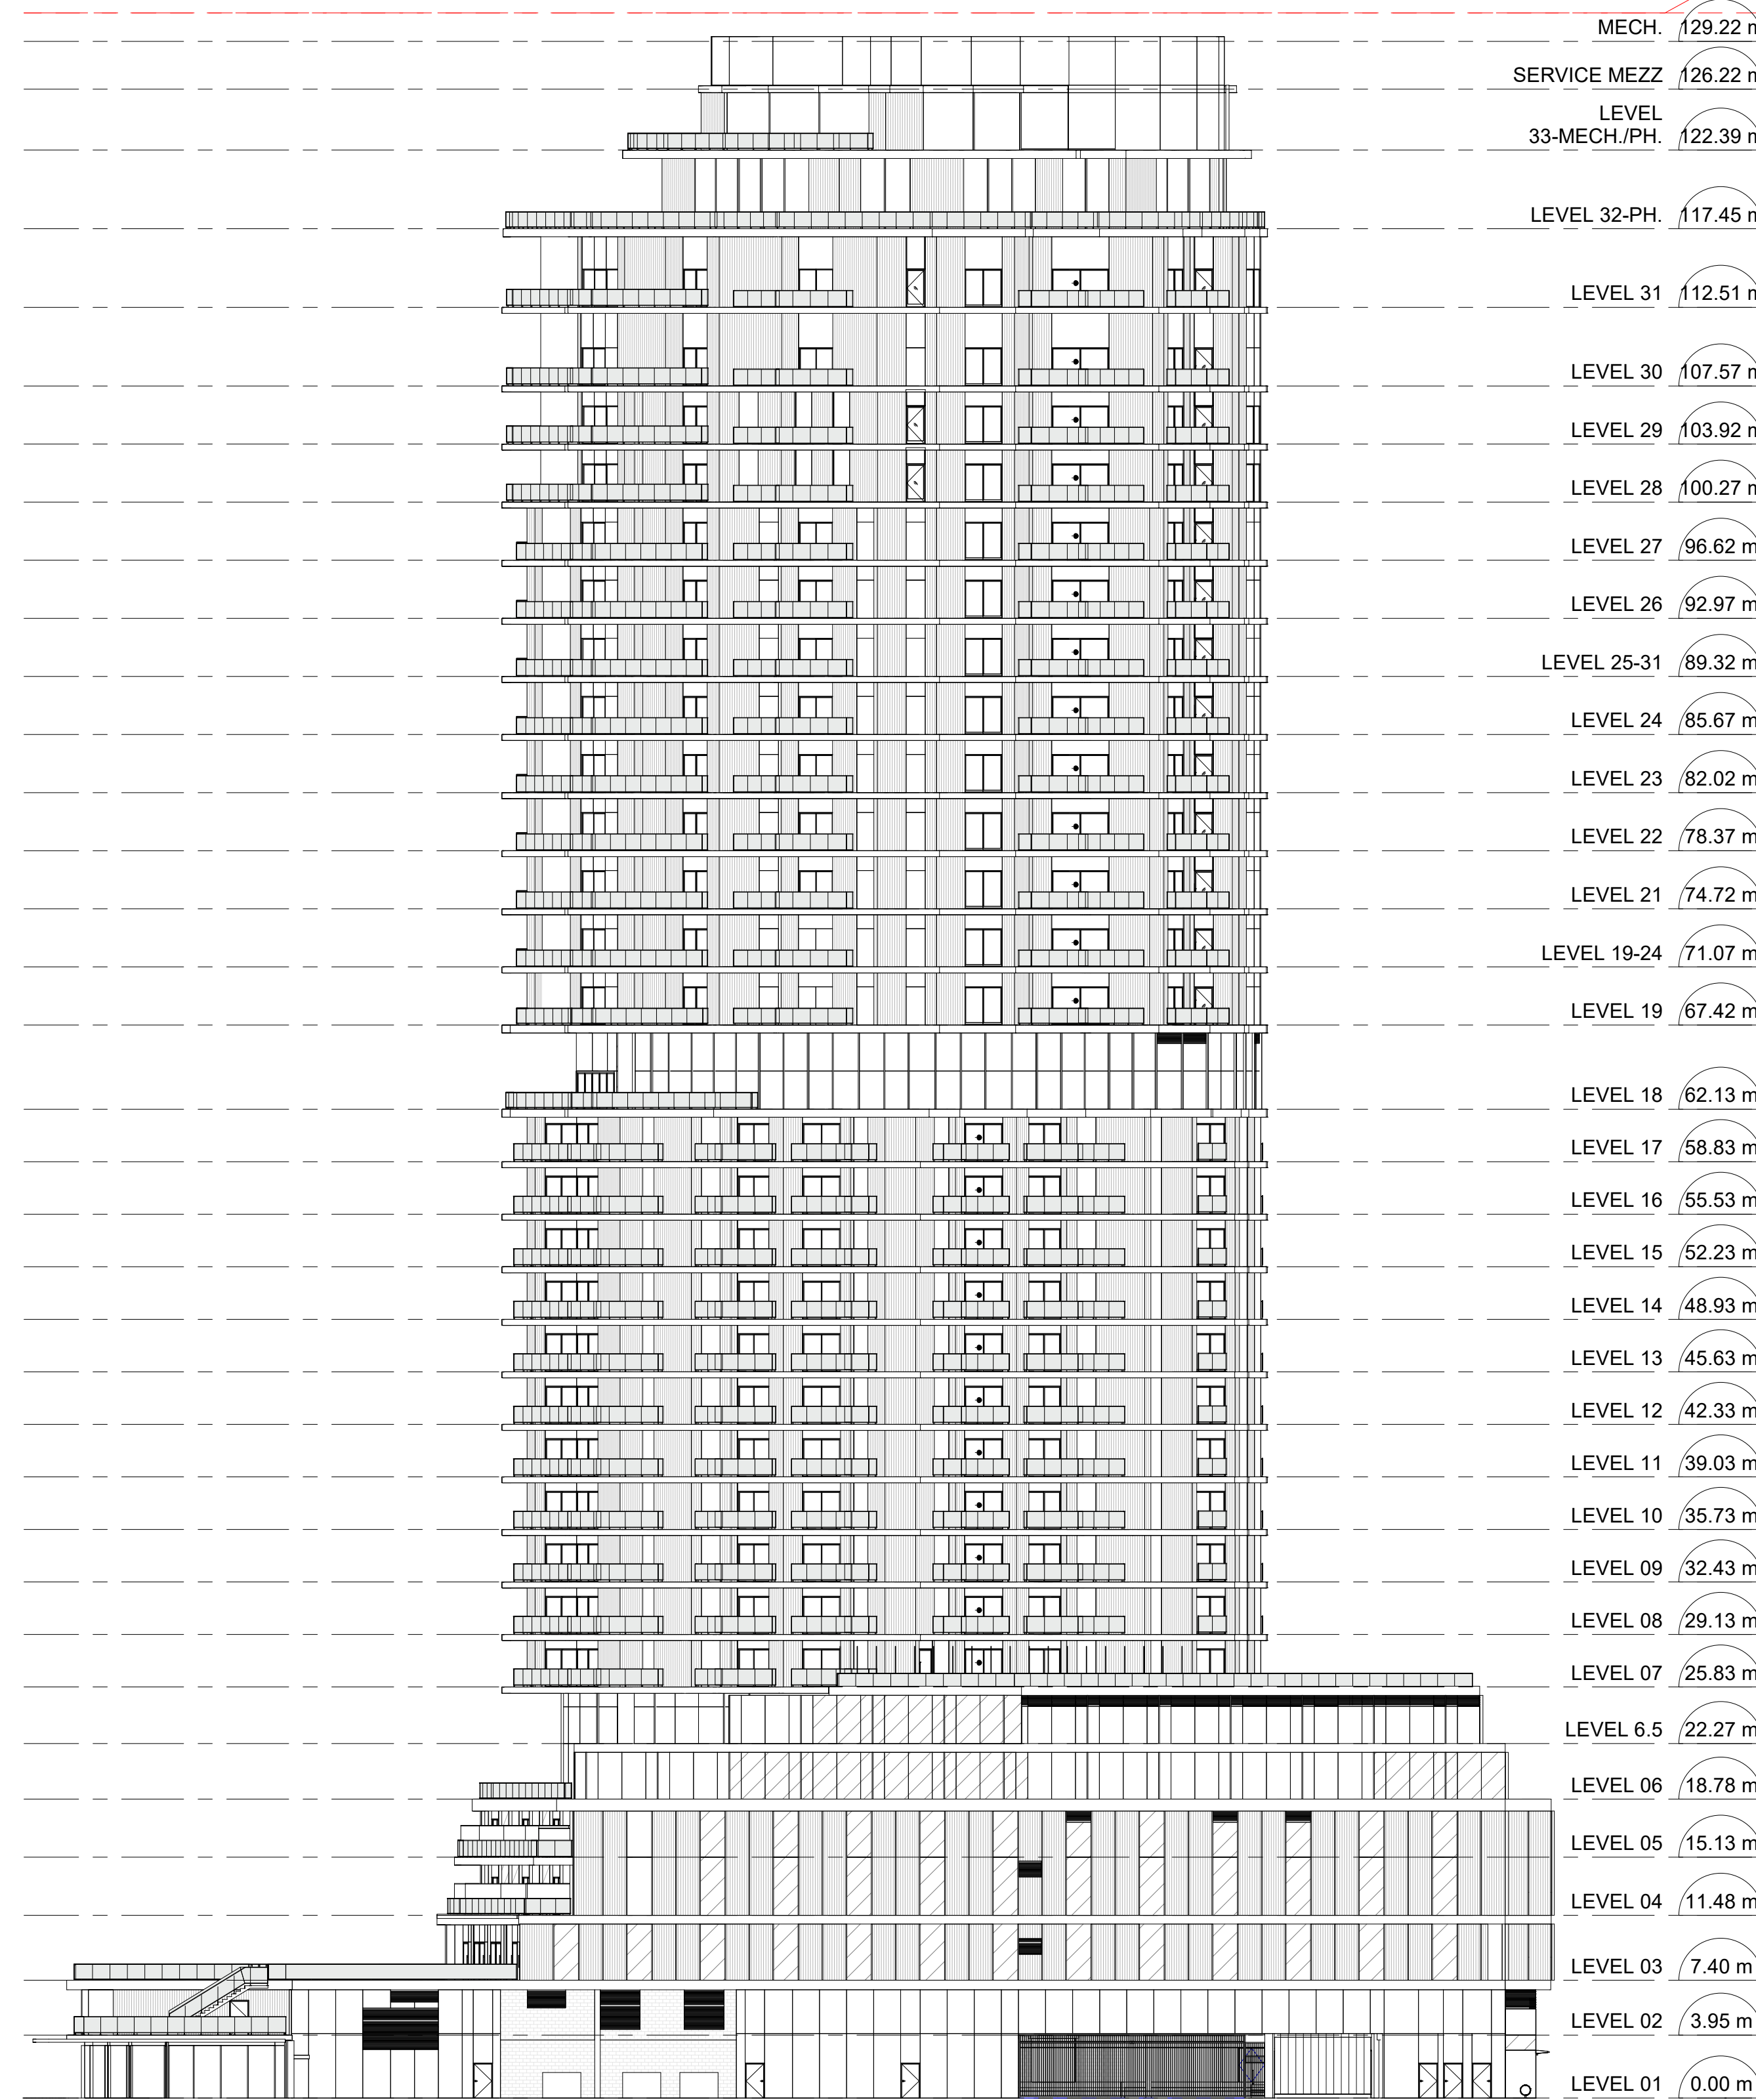 MECH. 129.22 m
SERVICE MEZZ 126.22 m
LEVEL
33-MECH./PH. 122.39 m
LEVEL 32-PH. 117.45 m
LEVEL 31 112.51 m
LEVEL 30 107.57 m
LEVEL 29 103.92 m
LEVEL 28 100.27 m
LEVEL 27 96.62 m
LEVEL 26 92.97 m
LEVEL 25-31 89.32 m
LEVEL 24 85.67 m
LEVEL 23 82.02 m
LEVEL 22 78.37 m
LEVEL 21 74.72 m
LEVEL 19-24 71.07 m
LEVEL 19 67.42 m
LEVEL 18 62.13 m
LEVEL 17 58.83 m
LEVEL 16 55.53 m
LEVEL 15 52.23 m
LEVEL 14 48.93 m
LEVEL 13 45.63 m
LEVEL 12 42.33 m
LEVEL 11 39.03 m
LEVEL 10 35.73 m
LEVEL 09 32.43 m
LEVEL 08 29.13 m
LEVEL 07 25.83 m
LEVEL 6.5 22.27 m
LEVEL 06 18.78 m
LEVEL 05 15.13 m
LEVEL 04 11.48 m
LEVEL 03 7.40 m
LEVEL 02 3.95 m
LEVEL 01 0.00 m